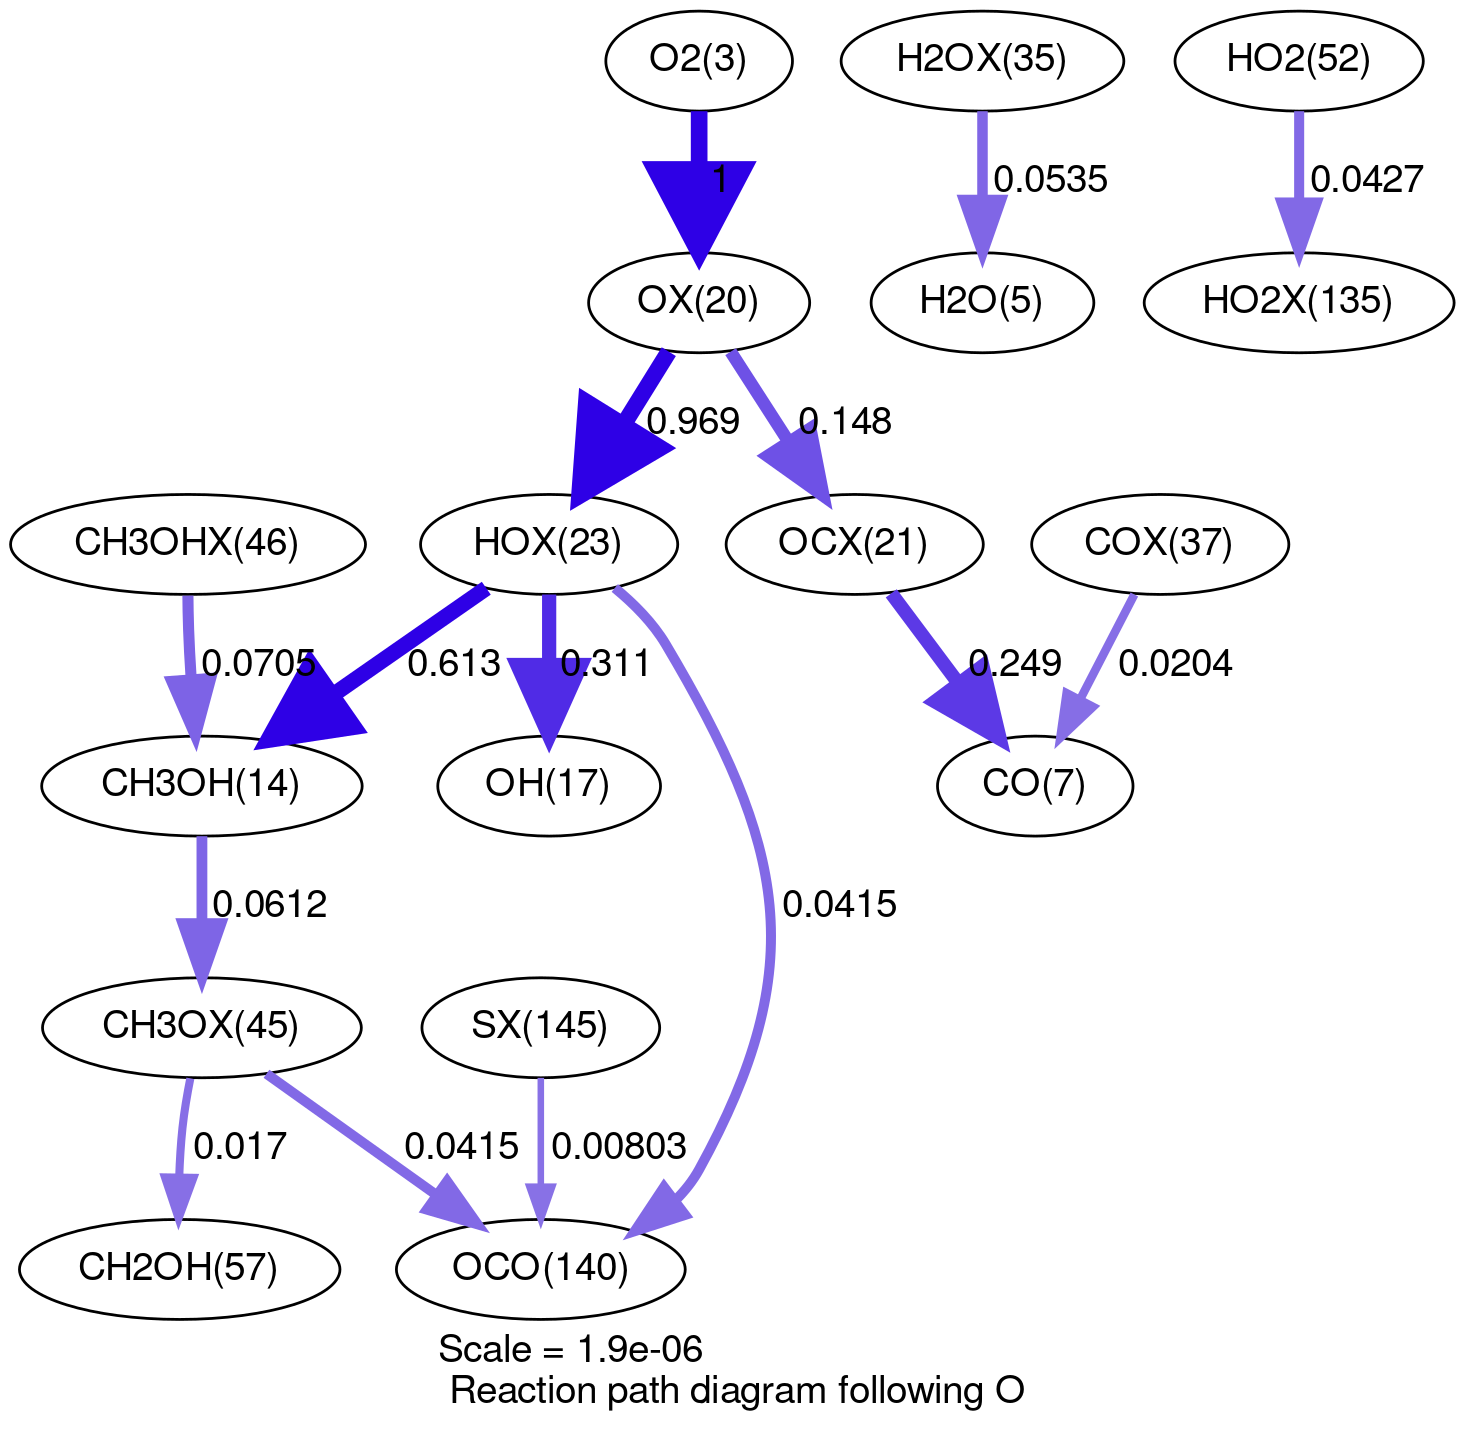 O2(3)
H2OX(35)
HO2(52)
1
0.0535
0.0427
OX(20)
H2O(5)
HO2X(135)
0.969
0.148
CH3OHX(46)
HOX(23)
OCX(21)
COX(37)
0.0705
0.613
0.311
0.249
0.0204
CH3OH(14)
OH(17)
CO(7)
0.0612
0.0415
CH3OX(45)
SX(145)
0.017
0.0415
0.00803
CH2OH(57)
OCO(140)
Scale = 1.9e-06
Reaction path diagram following O